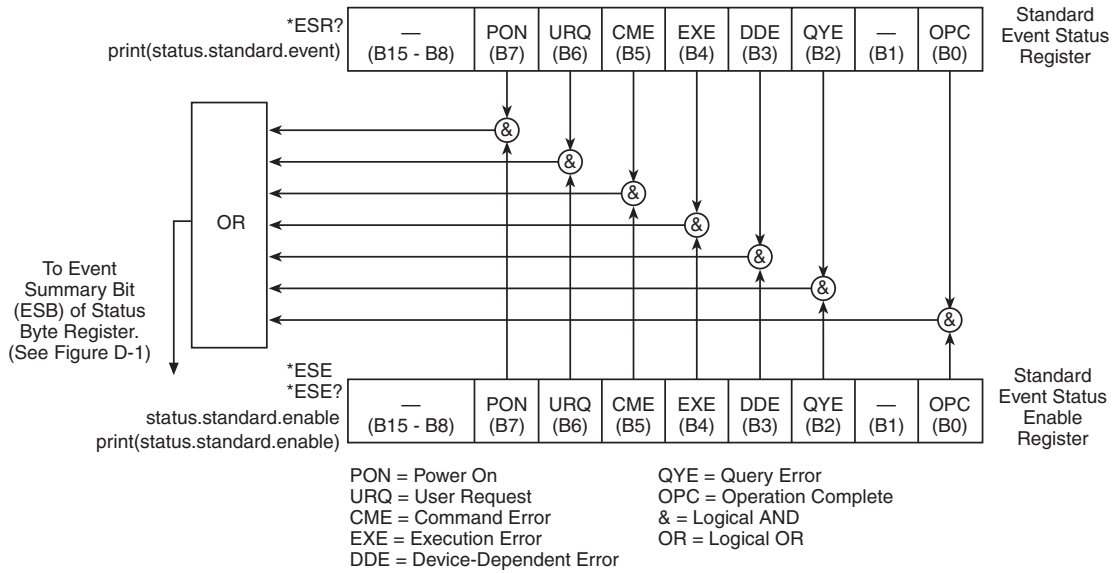 *ESR?
print(status.standard.event)
—
(B15 - B8)
PON
(B7)
URQ
(B6)
CME
(B5)
EXE
(B4)
DDE
(B3)
QYE
(B2)
—
(B1)
OPC
(B0)
Standard
Event Status
Register
&
&
&
&
&
&
&
OR
To Event
Summary Bit
(ESB) of Status
Byte Register.
(See Figure D-1)
*ESE
*ESE?
status.standard.enable
print(status.standard.enable)
—
(B15 - B8)
PON
(B7)
URQ
(B6)
CME
(B5)
EXE
(B4)
DDE
(B3)
QYE
(B2)
—
(B1)
OPC
(B0)
Standard
Event Status
Enable
Register
PON = Power On
URQ = User Request
CME = Command Error
EXE = Execution Error
DDE = Device-Dependent Error
QYE = Query Error
OPC = Operation Complete
& = Logical AND
OR = Logical OR